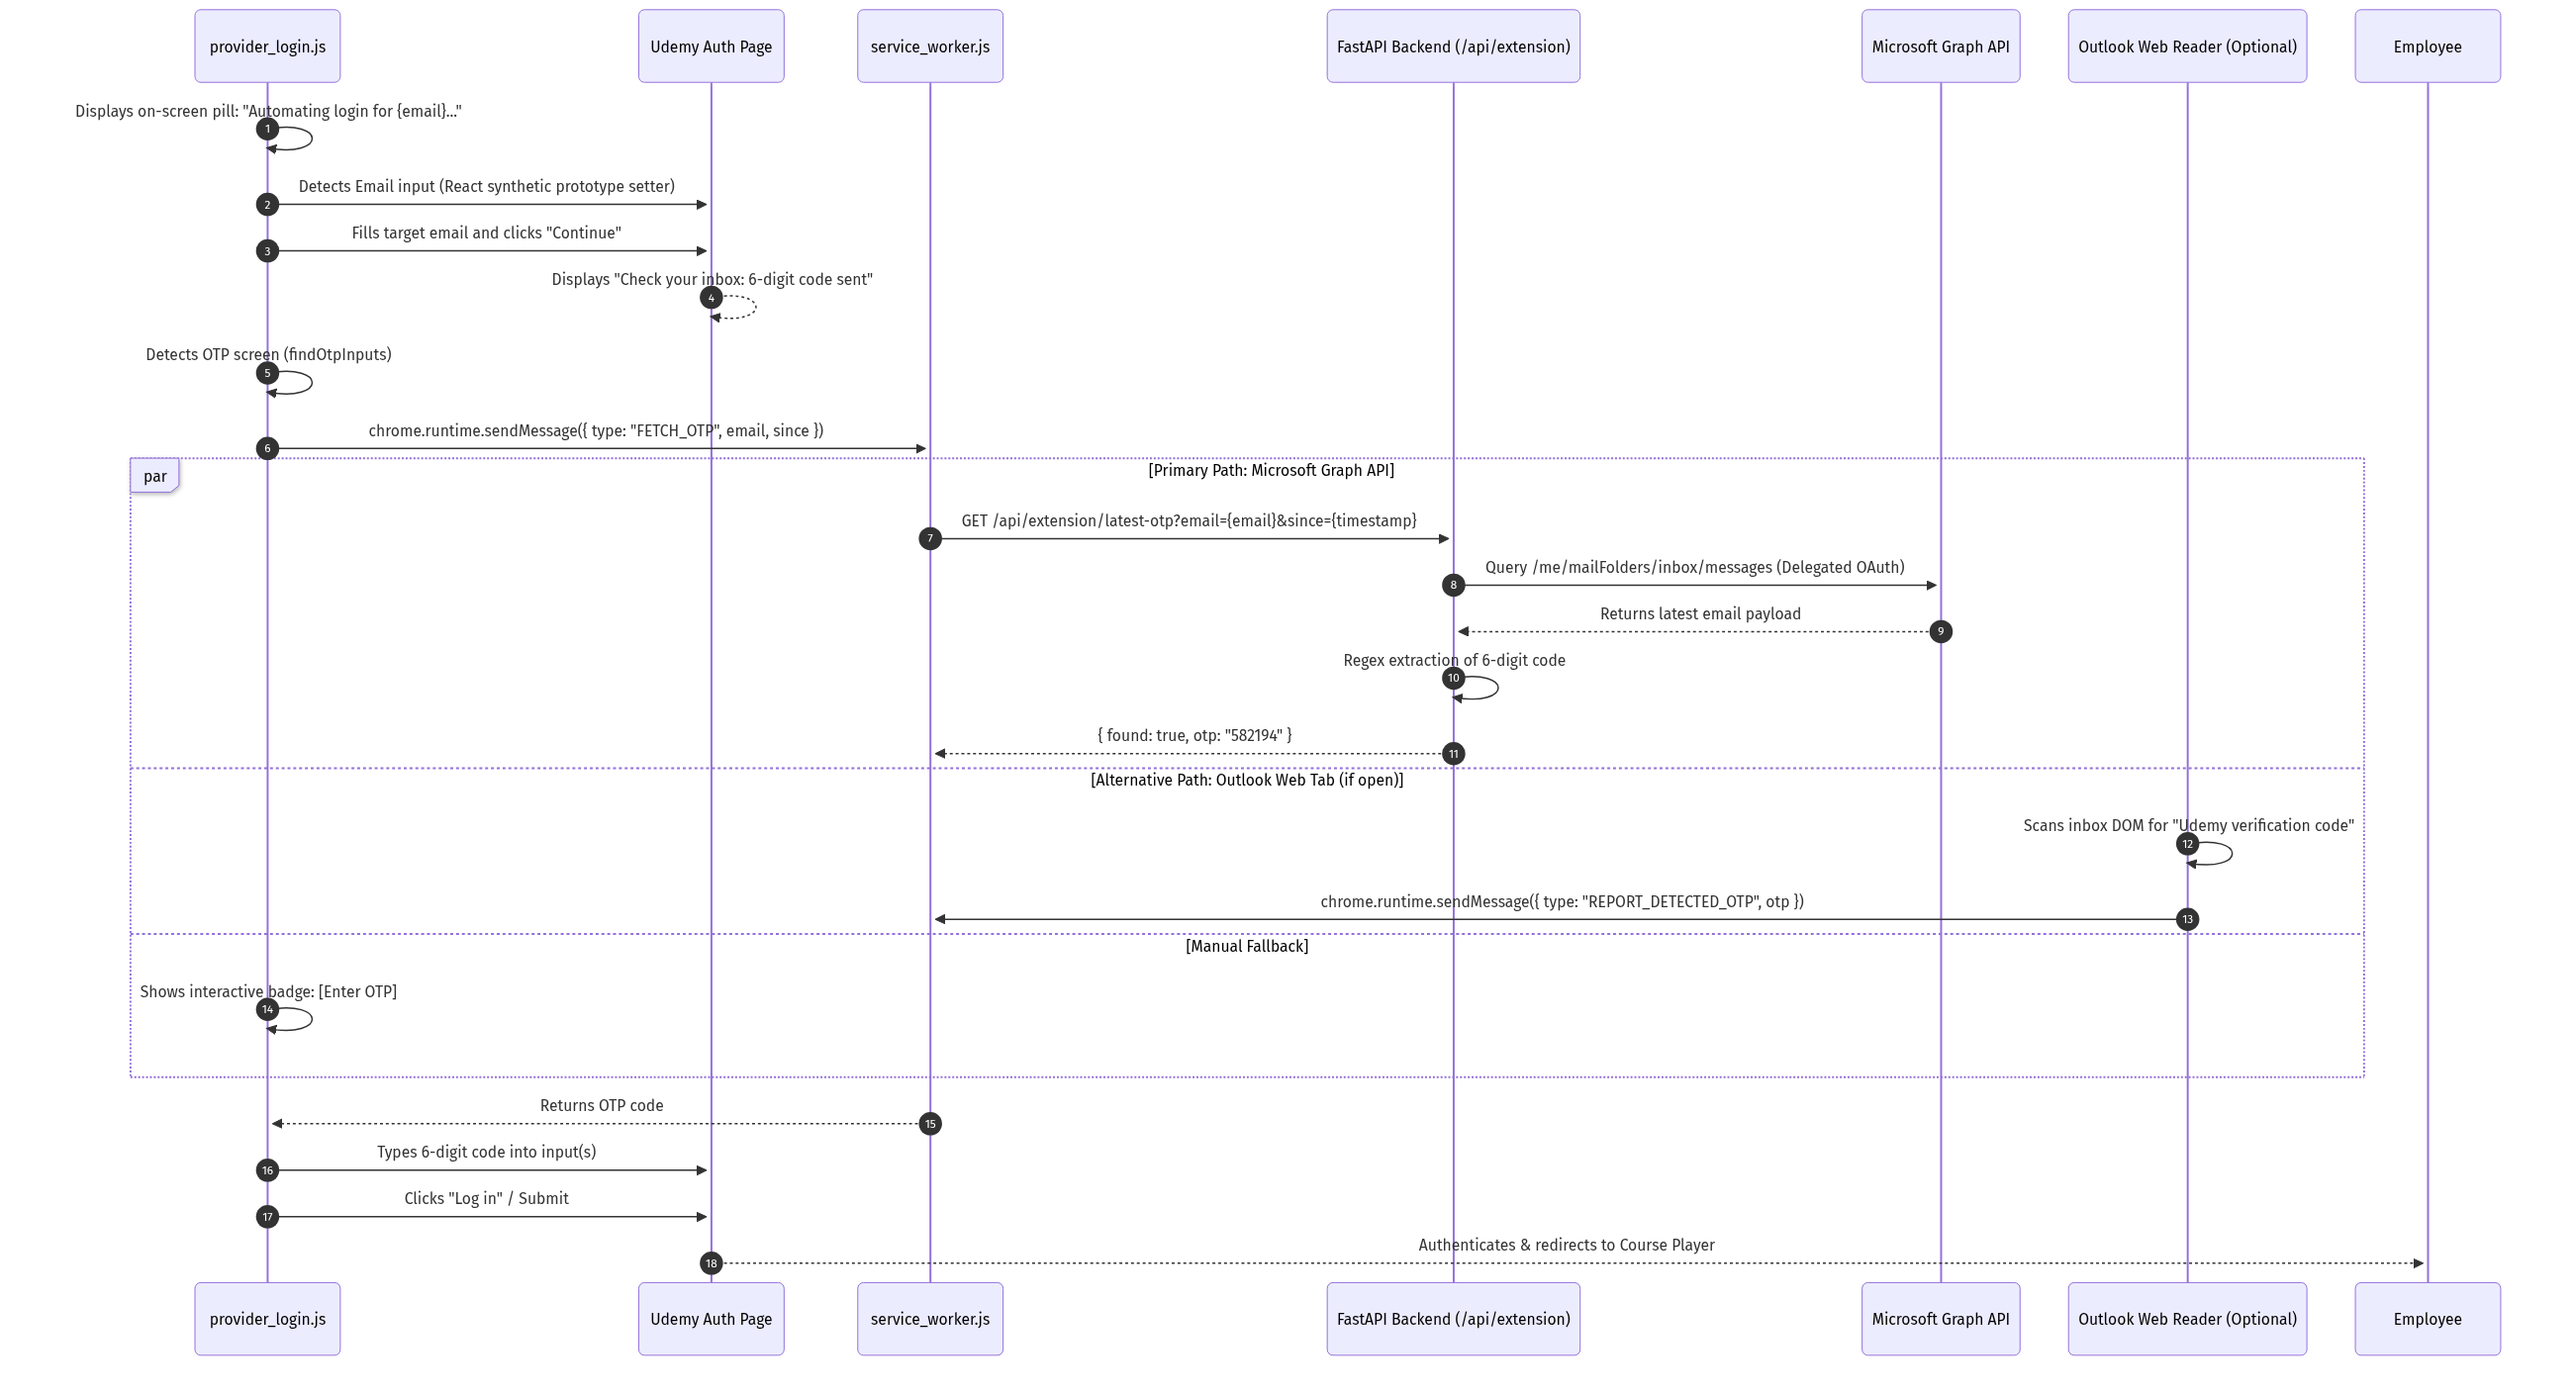 provider_login.js
Udemy Auth Page
service_worker.js
FastAPI Backend (/api/extension)
Microsoft Graph API
Outlook Web Reader (Optional)
Employee
Displays on-screen pill: "Automating login for {email}..."
1
Detects Email input (React synthetic prototype setter)
2
Fills target email and clicks "Continue"
3
Displays "Check your inbox: 6-digit code sent"
4
Detects OTP screen (findOtpInputs)
5
chrome.runtime.sendMessage({ type: "FETCH_OTP", email, since })
6
par
[Primary Path: Microsoft Graph API]
GET /api/extension/latest-otp?email={email}&since={timestamp}
7
Query /me/mailFolders/inbox/messages (Delegated OAuth)
8
Returns latest email payload
9
Regex extraction of 6-digit code
10
{ found: true, otp: "582194" }
11
[Alternative Path: Outlook Web Tab (if open)]
Scans inbox DOM for "Udemy verification code"
12
chrome.runtime.sendMessage({ type: "REPORT_DETECTED_OTP", otp })
13
[Manual Fallback]
Shows interactive badge: [Enter OTP]
14
Returns OTP code
15
Types 6-digit code into input(s)
16
Clicks "Log in" / Submit
17
Authenticates & redirects to Course Player
18
provider_login.js
Udemy Auth Page
service_worker.js
FastAPI Backend (/api/extension)
Microsoft Graph API
Outlook Web Reader (Optional)
Employee